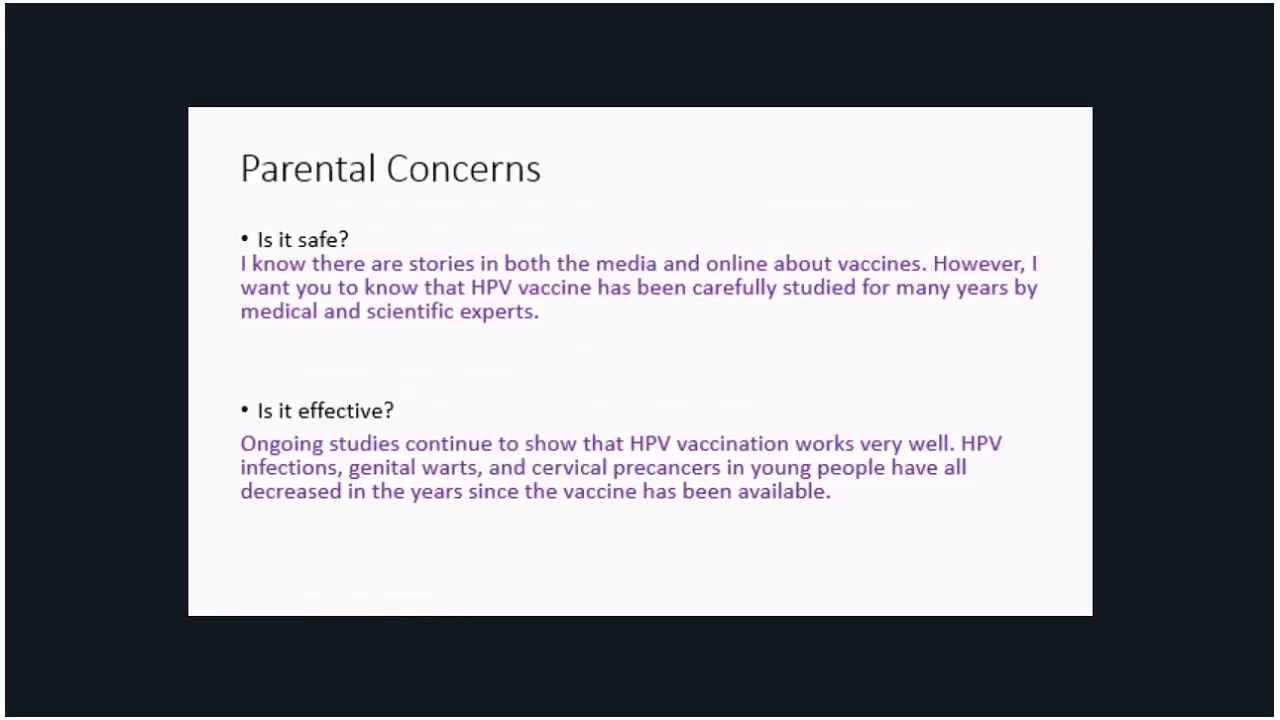 Parental Concerns
• Is it safe?
I know there are stories in both the media and online about vaccines. However, I
want you to know that HPV vaccine has been carefully studied for many years by
medical and scientific experts.
• Is it effective?
Ongoing studies continue to show that HPV vaccination works very well. HPV
infections, genital warts, and cervical precancers in young people have all
decreased in the years since the vaccine has been available.